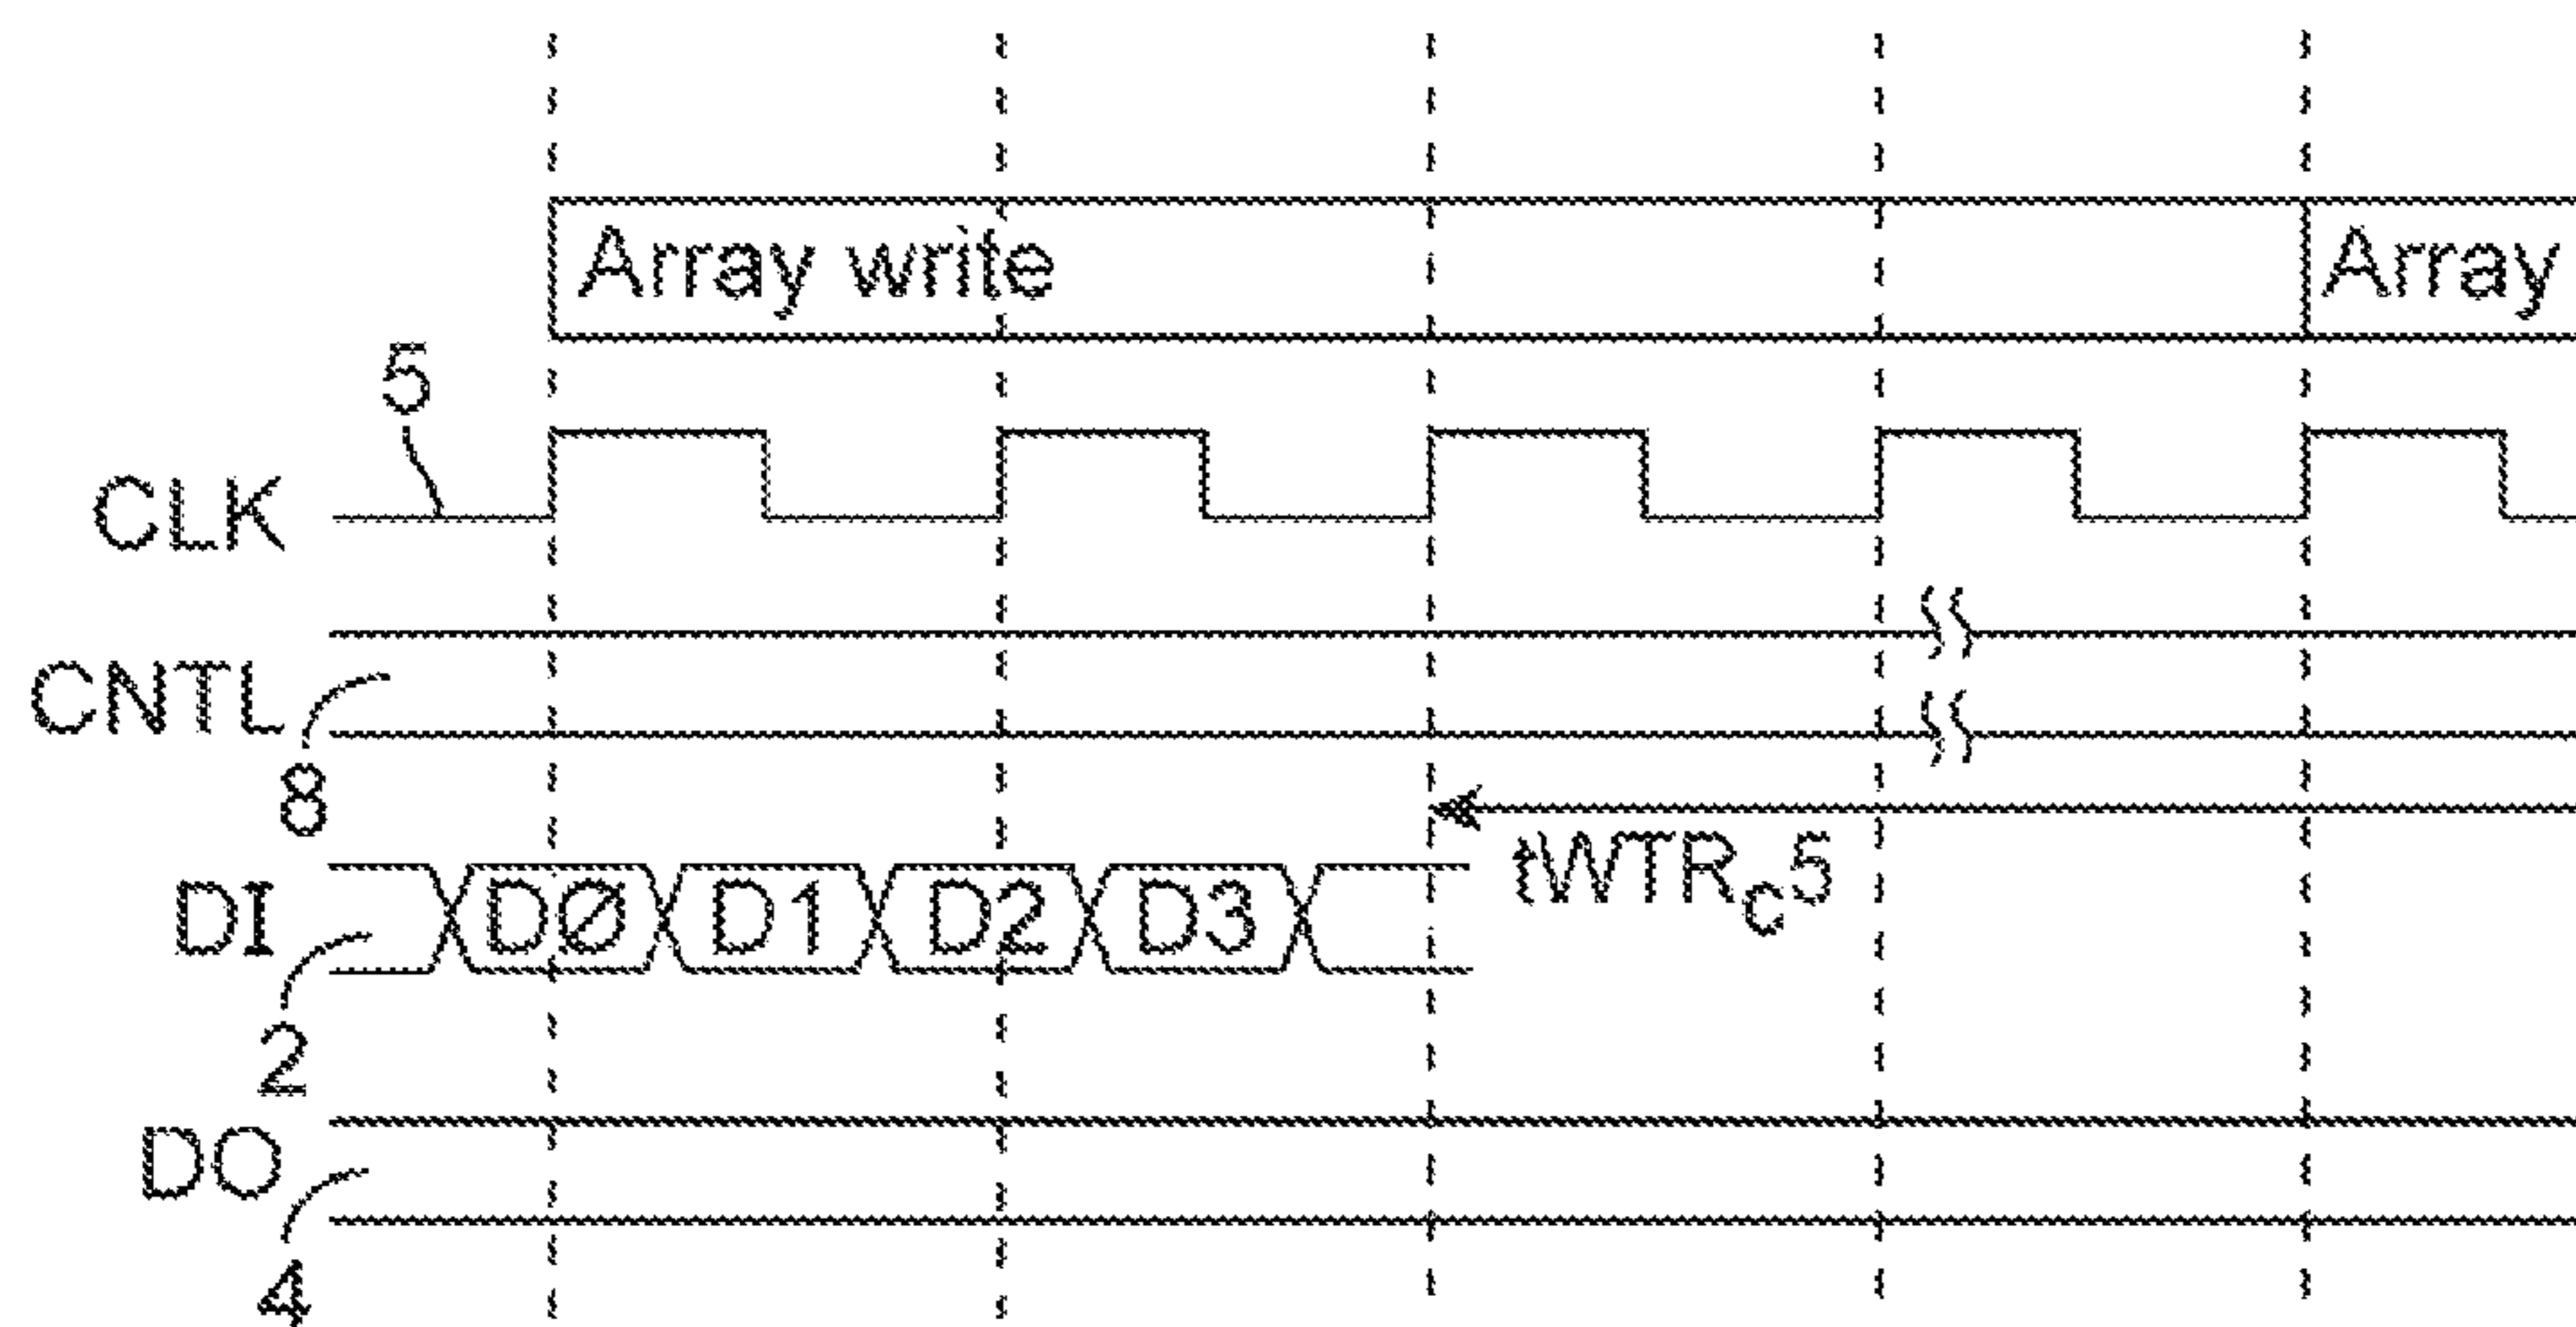 Array write Array
5
CLK
CNTL
8
tWTRc5
DI DØ D1 D2 D3
2
DO
4